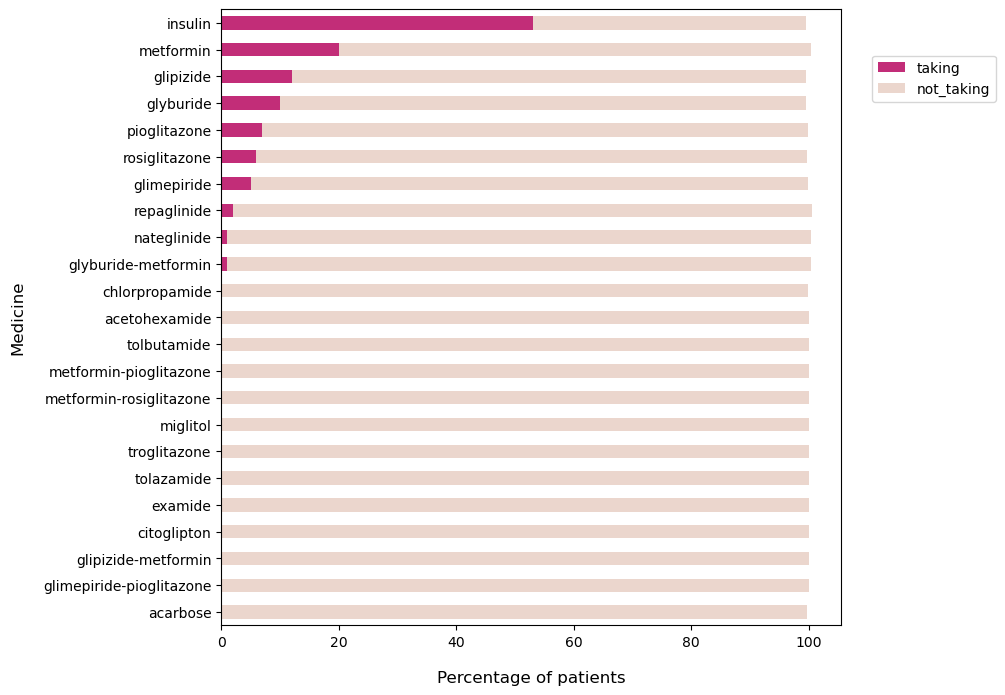 insulin
metformin
glipizide
glyburide
pioglitazone
rosiglitazone
glimepiride
repaglinide
nateglinide
glyburide-metformin
chlorpropamide
acetohexamide
tolbutamide
metformin-pioglitazone
metformin-rosiglitazone
miglitol
troglitazone
tolazamide
examide
citoglipton
glipizide-metformin
glimepiride-pioglitazone
acarbose
Medicine
0 20 40 60 80 100
Percentage of patients
taking
not_taking